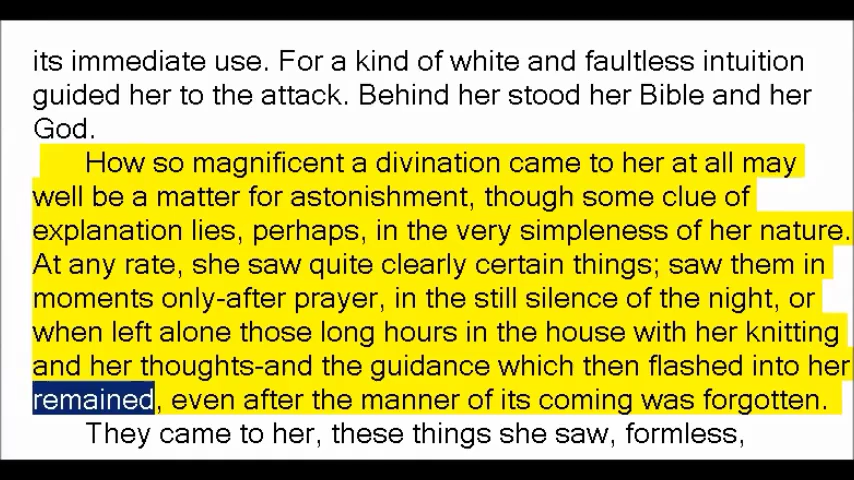 its immediate use. For a kind of white and faultless intuition
guided her to the attack. Behind her stood her Bible and her
God.
How so magnificent a divination came to her at all may
well be a matter for astonishment, though some clue of
explanation lies, perhaps, in the very simpleness of her nature.
At any rate, she saw quite clearly certain things; saw them in
moments only-after prayer, in the still silence of the night, or
when left alone those long hours in the house with her knitting
and her thoughts-and the guidance which then flashed into her
remained, even after the manner of its coming was forgotten.
They came to her, these things she saw, formless,